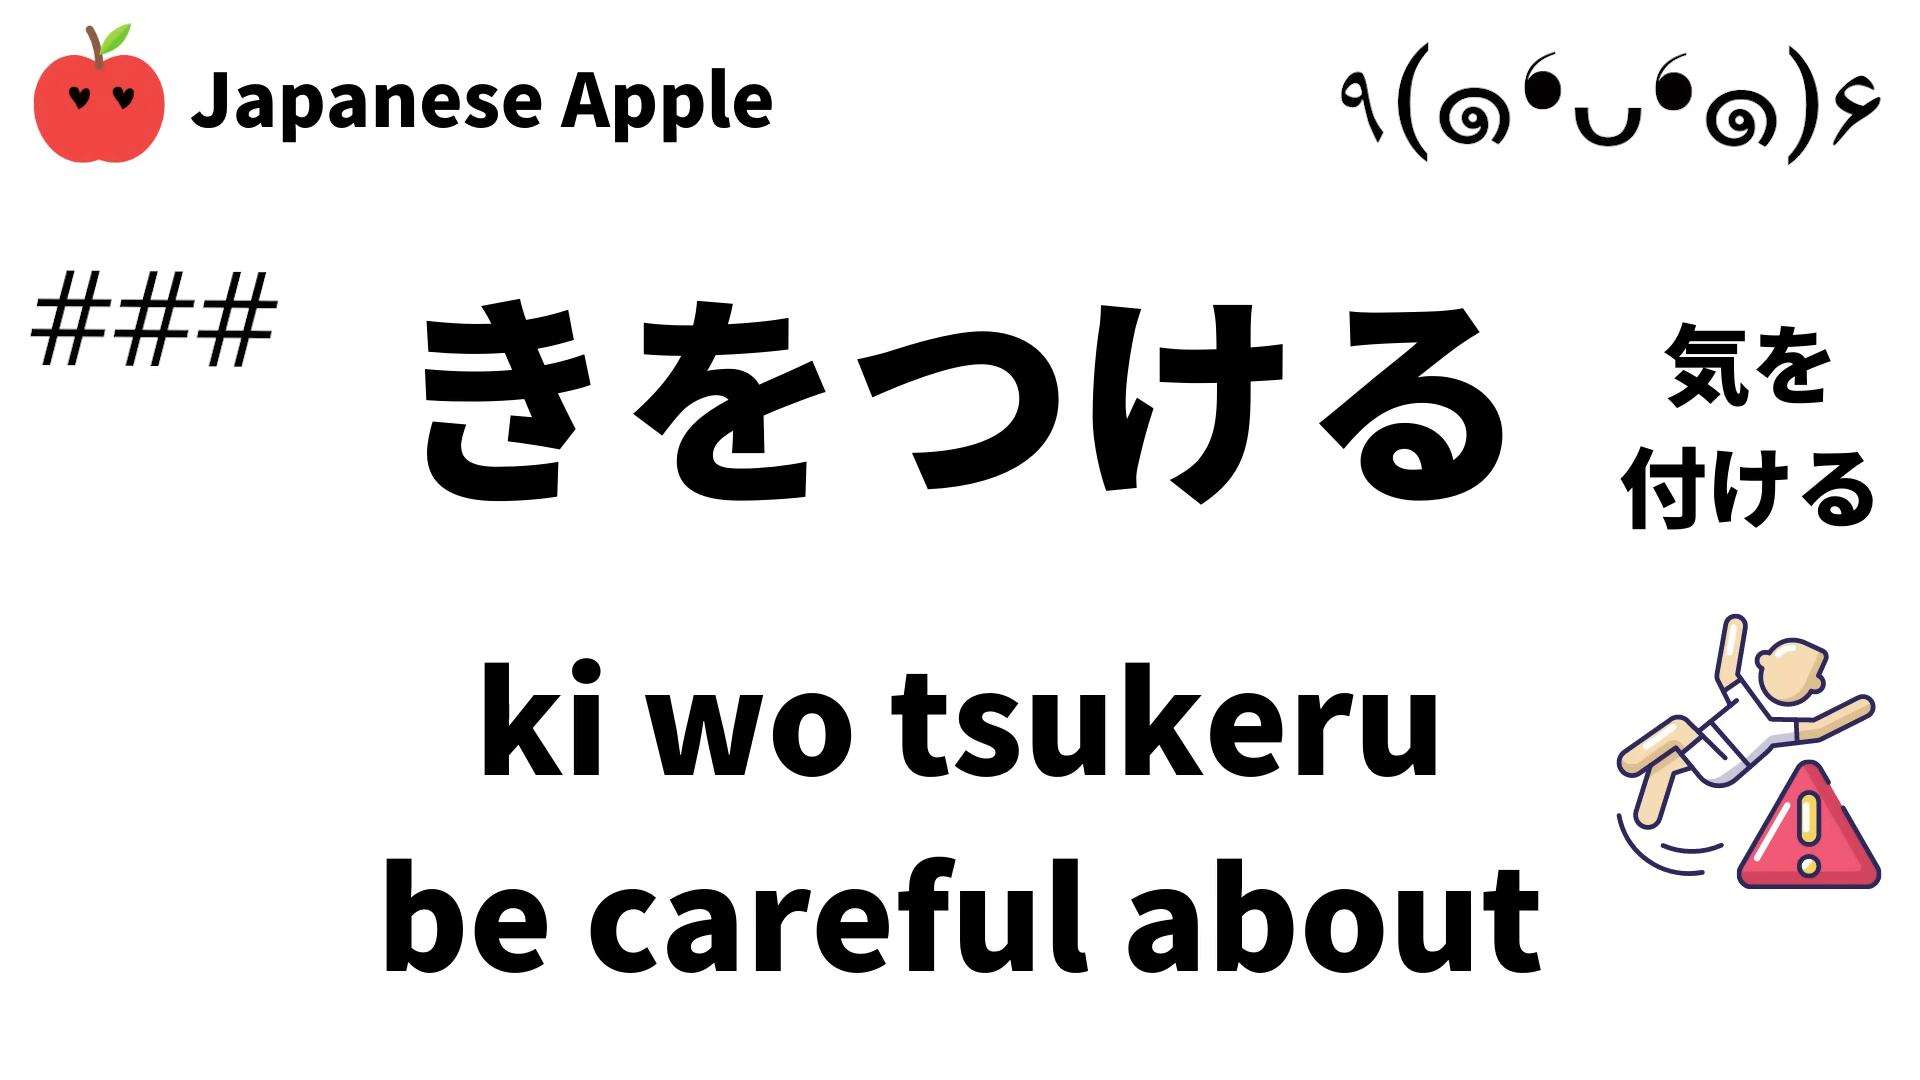 Japanese Apple
٩(๑❛ᴗ❛๑)۶
###
きをつける
気を
付ける
ki wo tsukeru
be careful about